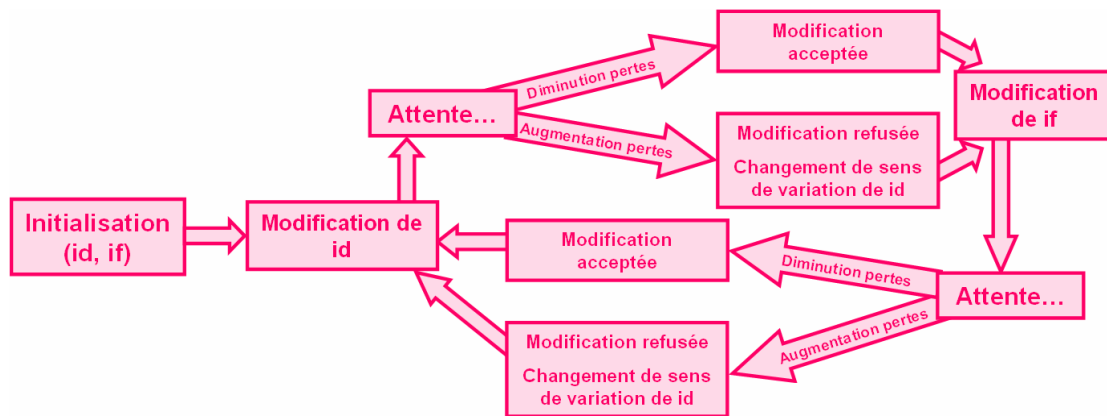 Initialisation
(id, if)
Modification de
id
Attente...
Diminution pertes
Augmentation pertes
Modification
acceptée
Modification refusée
Changement de sens
de variation de id
Modification
de if
Attente...
Diminution pertes
Augmentation pertes
Modification
acceptée
Modification refusée
Changement de sens
de variation de id